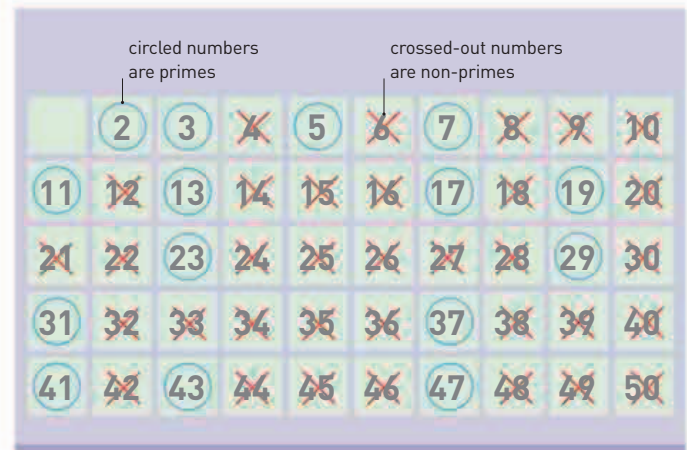 circled numbers
are primes
crossed-out numbers
are non-primes
2 3 4 5 6 7 8 9 10
11 12 13 14 15 16 17 18 19 20
21 22 23 24 25 26 27 28 29 30
31 32 33 34 35 36 37 38 39 40
41 42 43 44 45 46 47 48 49 50